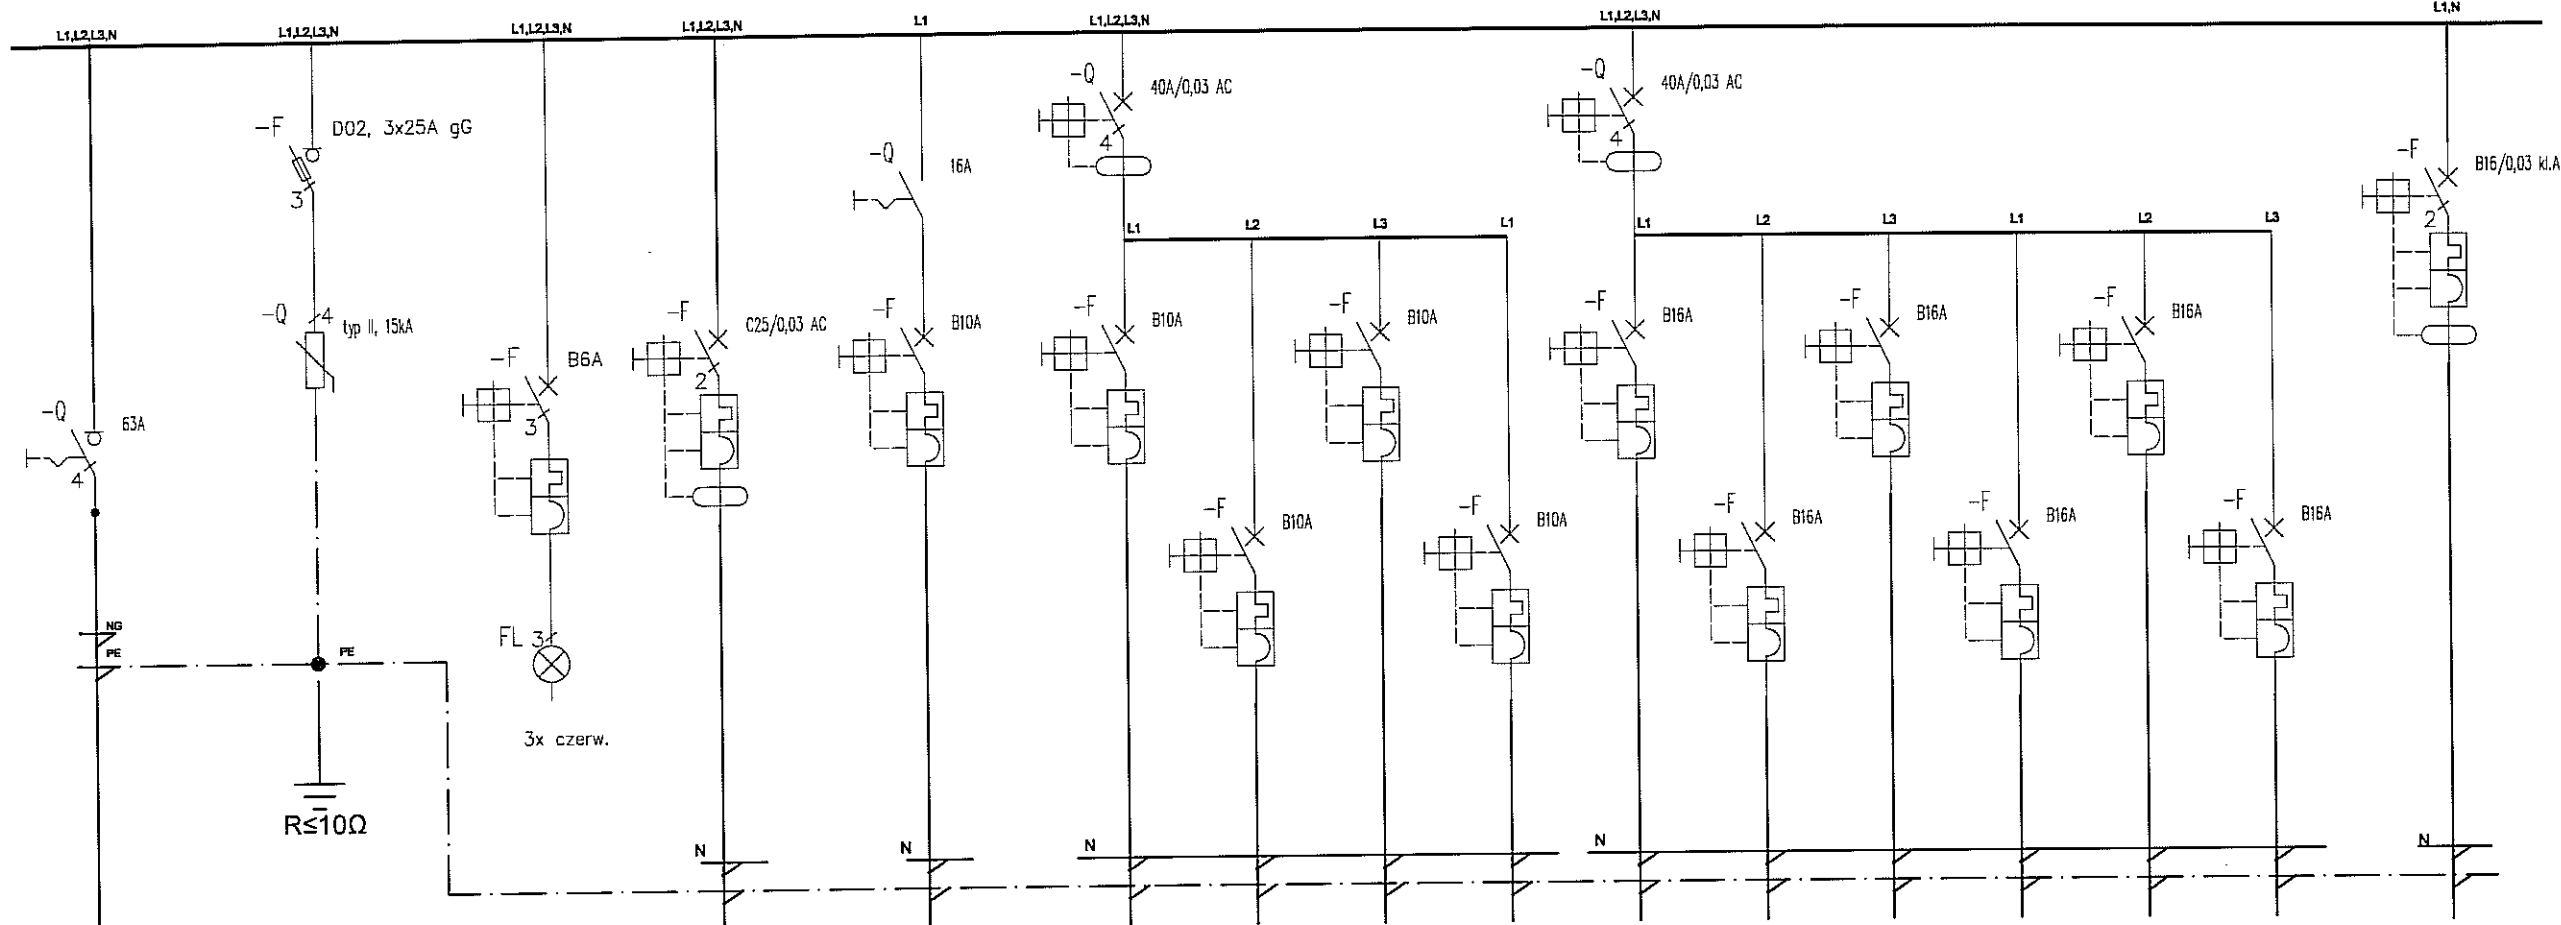 L1,L2,L3,N
L1,L2,L3,N
L1,L2,L3,N
L1,L2,L3,N
L1
L1,L2,L3,N
L1,L2,L3,N
L1,N
-Q
63A
4
NG
PE
-F
D02, 3x25A gG
3
-Q
4
typ II, 15kA
PE
R≤10Ω
-F
B6A
3
FL
3
3x czerw.
-F
C25/0,03 AC
2
N
-Q
16A
-F
B10A
N
-Q
40A/0,03 AC
4
L1
L2
L3
L1
-F
B10A
-F
B10A
-F
B10A
-F
B10A
N
-Q
40A/0,03 AC
4
L1
L2
L3
L1
L2
L3
-F
B16A
-F
B16A
-F
B16A
-F
B16A
-F
B16A
-F
B16A
N
-F
B16/0,03 kl.A
2
N